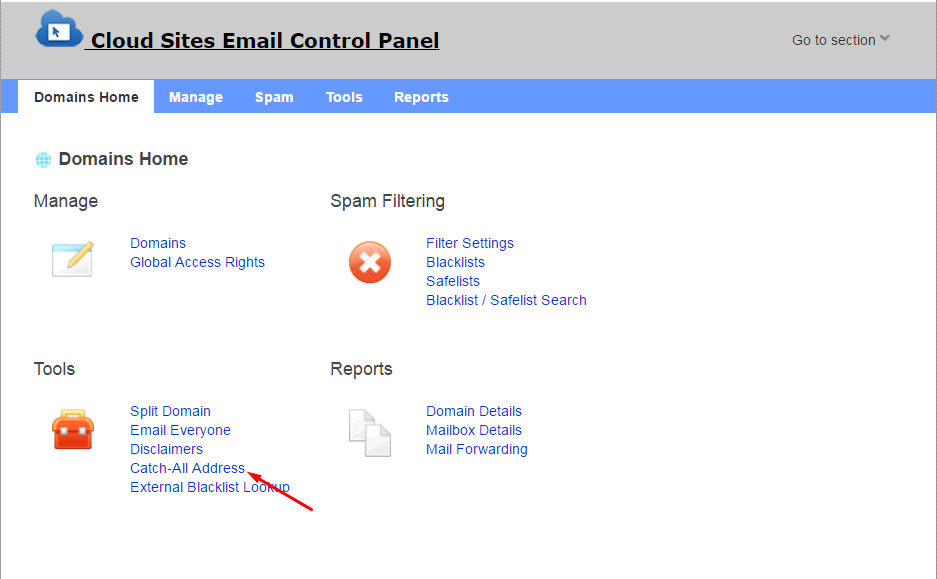 Cloud Sites Email Control Panel
Go to section
Domains Home Manage Spam Tools Reports
Domains Home
Manage
Domains
Global Access Rights
Spam Filtering
Filter Settings
Blacklists
Safelists
Blacklist / Safelist Search
Tools
Split Domain
Email Everyone
Disclaimers
Catch-All Address
External Blacklist Lookup
Reports
Domain Details
Mailbox Details
Mail Forwarding